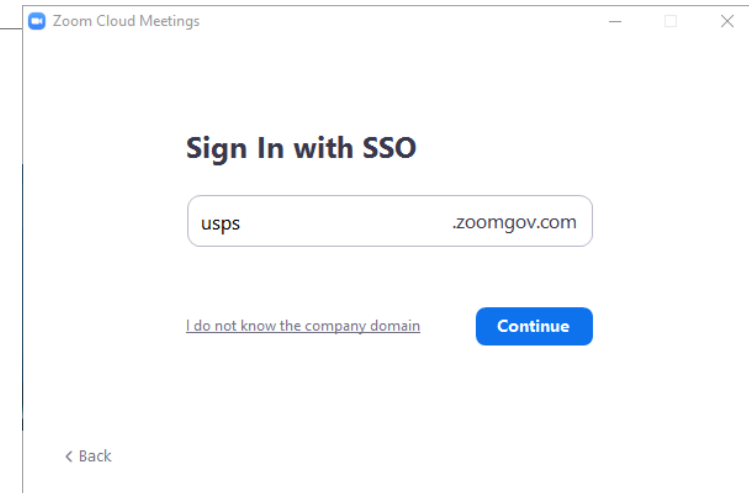 Zoom Cloud Meetings
Sign In with SSO
usps .zoomgov.com
I do not know the company domain Continue
< Back